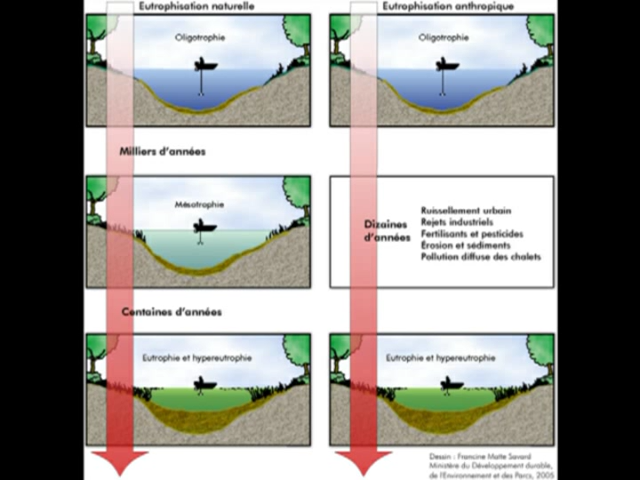 Eutrophisation naturelle
Eutrophisation anthropique
Oligotrophie
Oligotrophie
Milliers d'années
Mésotrophie
Dizaines
d'années
Ruissellement urbain
Rejets industriels
Fertilisants et pesticides
Érosion et sédiments
Pollution diffuse des chalets
Centaines d'années
Eutrophie et hypereutrophie
Eutrophie et hypereutrophie
Dessin : Francine Matte Savard
Ministère du Développement durable,
de l'Environnement et des Parcs, 2005